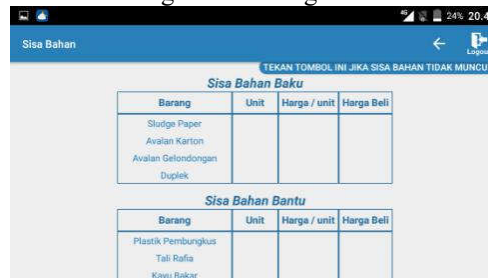 4G 24% 20.4
Sisa Bahan
Logou
TEKAN TOMBOL INI JIKA SISA BAHAN TIDAK MUNCU
Sisa Bahan Baku
Barang Unit Harga / unit Harga Beli
Sludge Paper
Avalan Karton
Avalan Gelondongan
Duplek
Sisa Bahan Bantu
Barang Unit Harga / unit Harga Beli
Plastik Pembungkus
Tali Rafia
Kayu Bakar